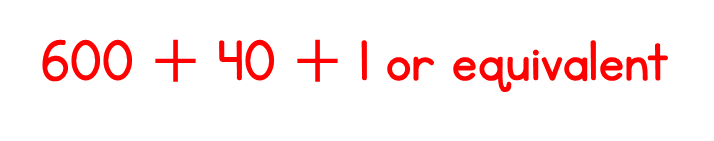 600 + 40 + 1 or equivalent